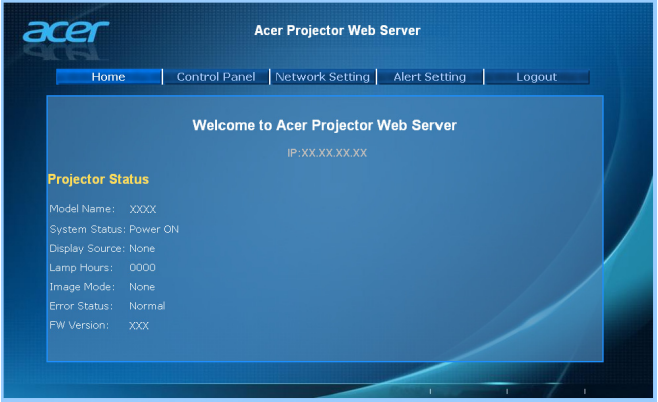 acer
Acer Projector Web Server
Home Control Panel Network Setting Alert Setting Logout
Welcome to Acer Projector Web Server
IP:XX.XX.XX.XX
Projector Status
Model Name: XXXX
System Status: Power ON
Display Source: None
Lamp Hours: 0000
Image Mode: None
Error Status: Normal
FW Version: XXX